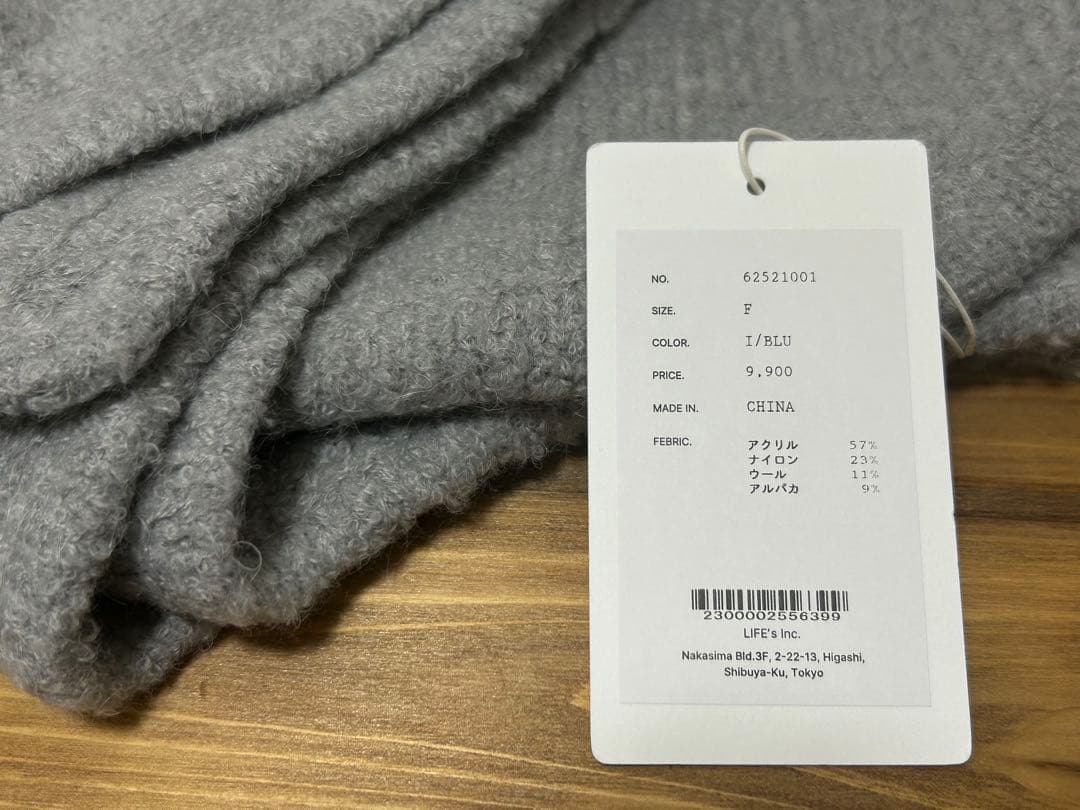 NO. 62521001
SIZE. F
COLOR. I/BLU
PRICE. 9,900
MADE IN. CHINA
FEBRIC. アクリル 57%
ナイロン 23%
ウール 11%
アルパカ 9%
2300002556399
LIFE's Inc.
Nakasima Bld.3F, 2-22-13, Higashi,
Shibuya-Ku, Tokyo